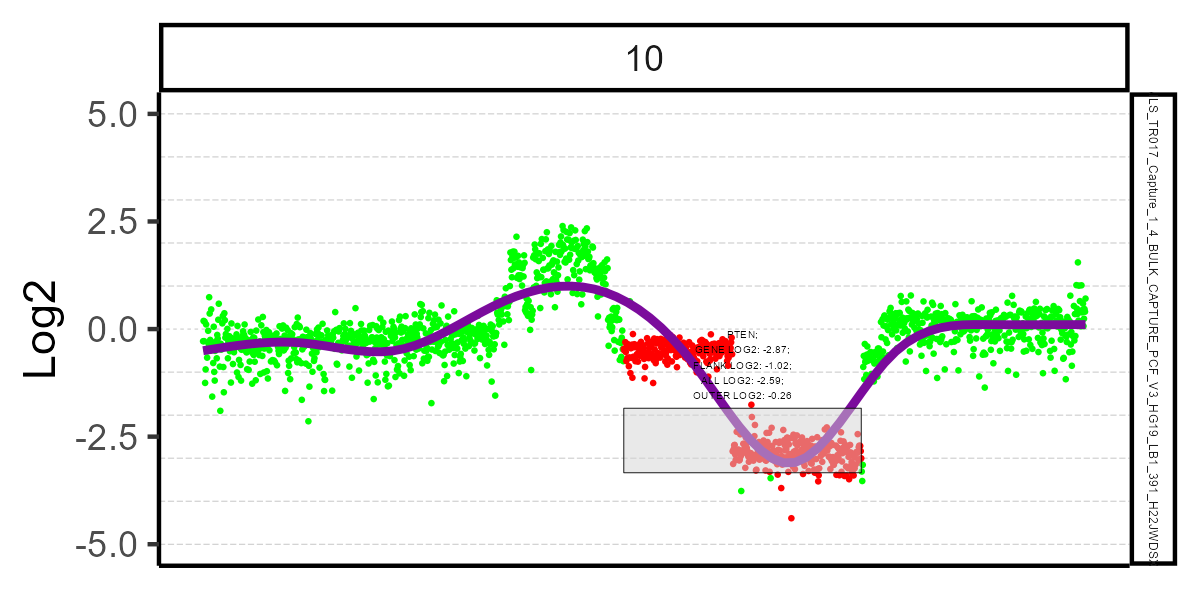 10
5.0
2.5
0.0
-2.5
-5.0
Log2
PTEN;
GENE LOG2: -2.87;
FLANK LOG2: -1.02;
ALL LOG2: -2.59;
OUTER LOG2: -0.26
LS_TR017_Capture_1_4_BULK_CAPTURE_PCF_V3_HG19_LB1_391_H22JWDS